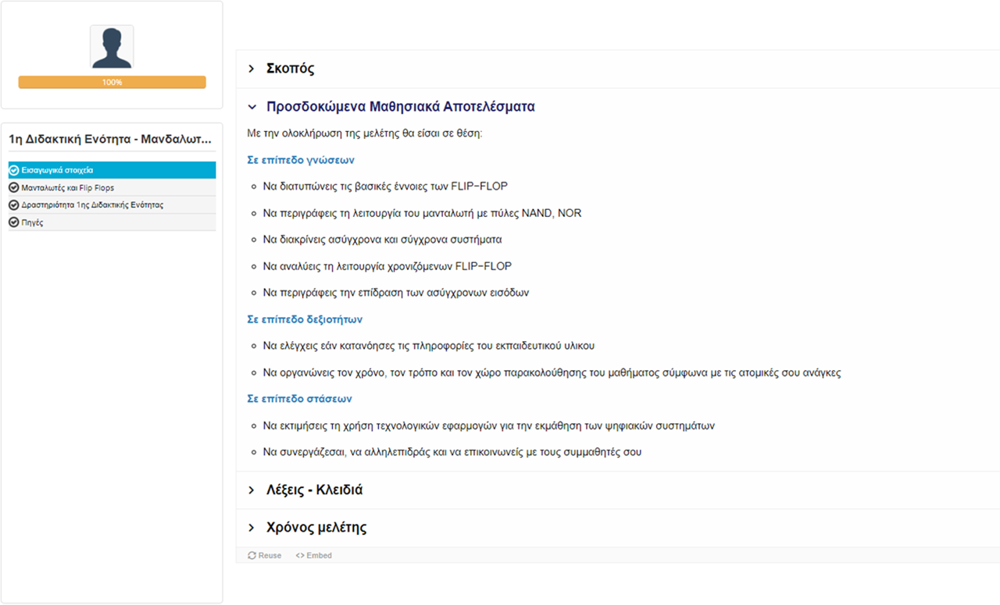 100%
1η Διδακτική Ενότητα - Μανδαλωτ...
Εισαγωγικά στοιχεία
Μανταλωτές και Flip Flops
Δραστηριότητα 1ης Διδακτικής Ενότητας
Πηγές
Σκοπός
Προσδοκώμενα Μαθησιακά Αποτελέσματα
Με την ολοκλήρωση της μελέτης θα είσαι σε θέση:
Σε επίπεδο γνώσεων
Να διατυπώνεις τις βασικές έννοιες των FLIP-FLOP
Να περιγράφεις τη λειτουργία του μανταλωτή με πύλες NAND, NOR
Να διακρίνεις ασύγχρονα και σύγχρονα συστήματα
Να αναλύεις τη λειτουργία χρονιζόμενων FLIP-FLOP
Να περιγράφεις την επίδραση των ασύγχρονων εισόδων
Σε επίπεδο δεξιοτήτων
Να ελέγχεις εάν κατανόησες τις πληροφορίες του εκπαιδευτικού υλικου
Να οργανώνεις τον χρόνο, τον τρόπο και τον χώρο παρακολούθησης του μαθήματος σύμφωνα με τις ατομικές σου ανάγκες
Σε επίπεδο στάσεων
Να εκτιμήσεις τη χρήση τεχνολογικών εφαρμογών για την εκμάθηση των ψηφιακών συστημάτων
Να συνεργάζεσαι, να αλληλεπιδράς και να επικοινωνείς με τους συμμαθητές σου
Λέξεις - Κλειδιά
Χρόνος μελέτης
Reuse <> Embed